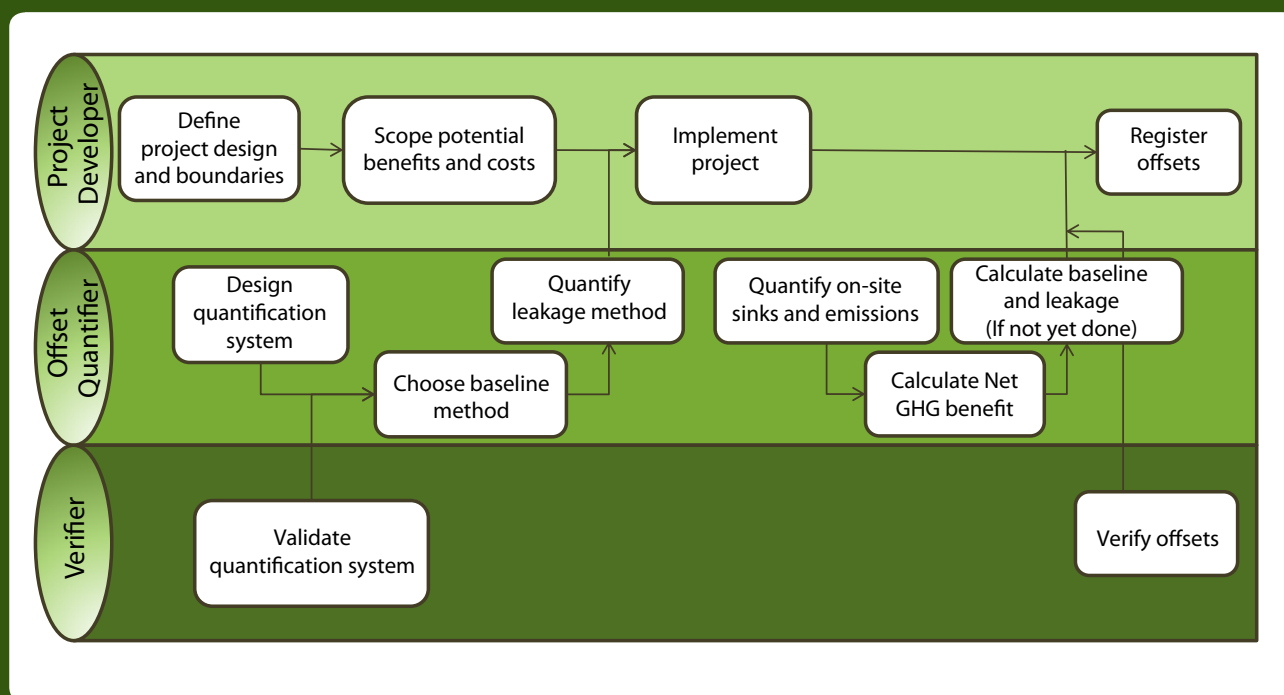 Project
Developer
Define
project design
and boundaries
Scope potential
benefits and costs
Implement
project
Register
offsets
Offset
Quantifier
Design
quantification
system
Choose baseline
method
Quantify
leakage method
Quantify on-site
sinks and emissions
Calculate Net
GHG benefit
Calculate baseline
and leakage
(If not yet done)
Verifier
Validate
quantification system
Verify offsets